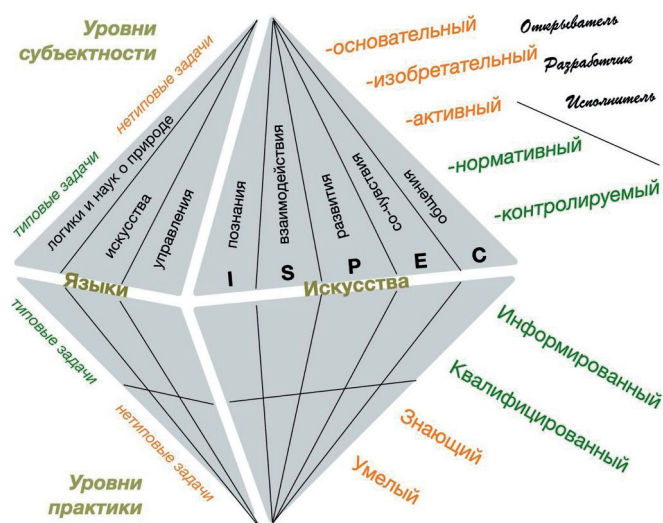 Уровни
субъектности
типовые задачи
нетиповые задачи
логики и наук о природе
искусства
управления
познания
взаимодействия
развития
со-чувствия
общения
I S P E C
-основательный
-изобретательный
-активный
-нормативный
-контролируемый
Открыватель
Разработчик
Исполнитель
Языки
Искусства
типовые задачи
нетиповые задачи
Уровни
практики
Информированный
Квалифицированный
Знающий
Умелый